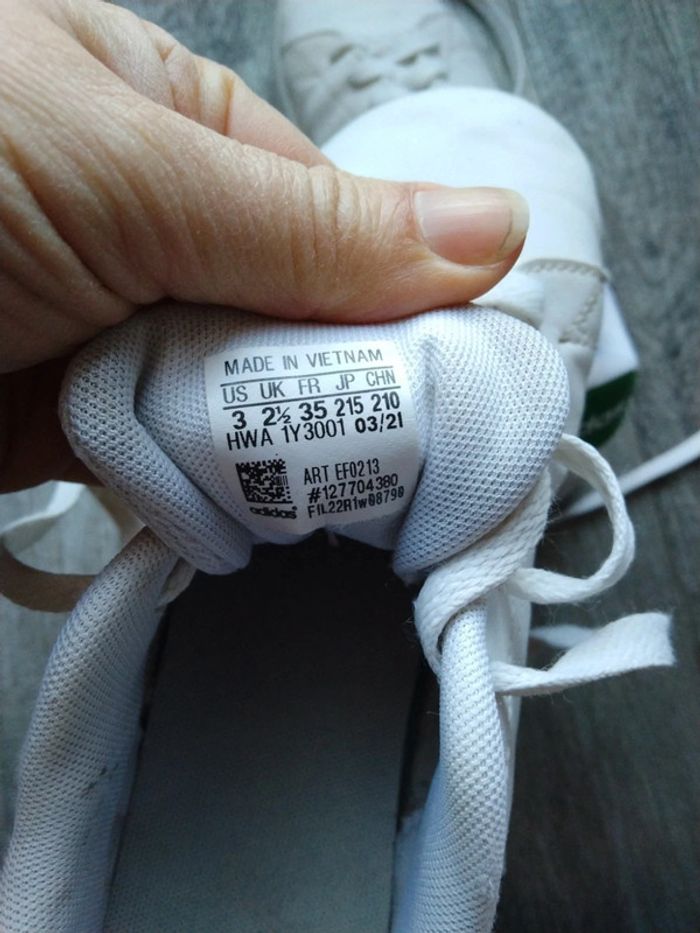 MADE IN VIETNAM
US UK FR JP CHN
3 2½ 35 215 210
HWA 1Y3001 03/21
ART EF0213
#127704380
adidas